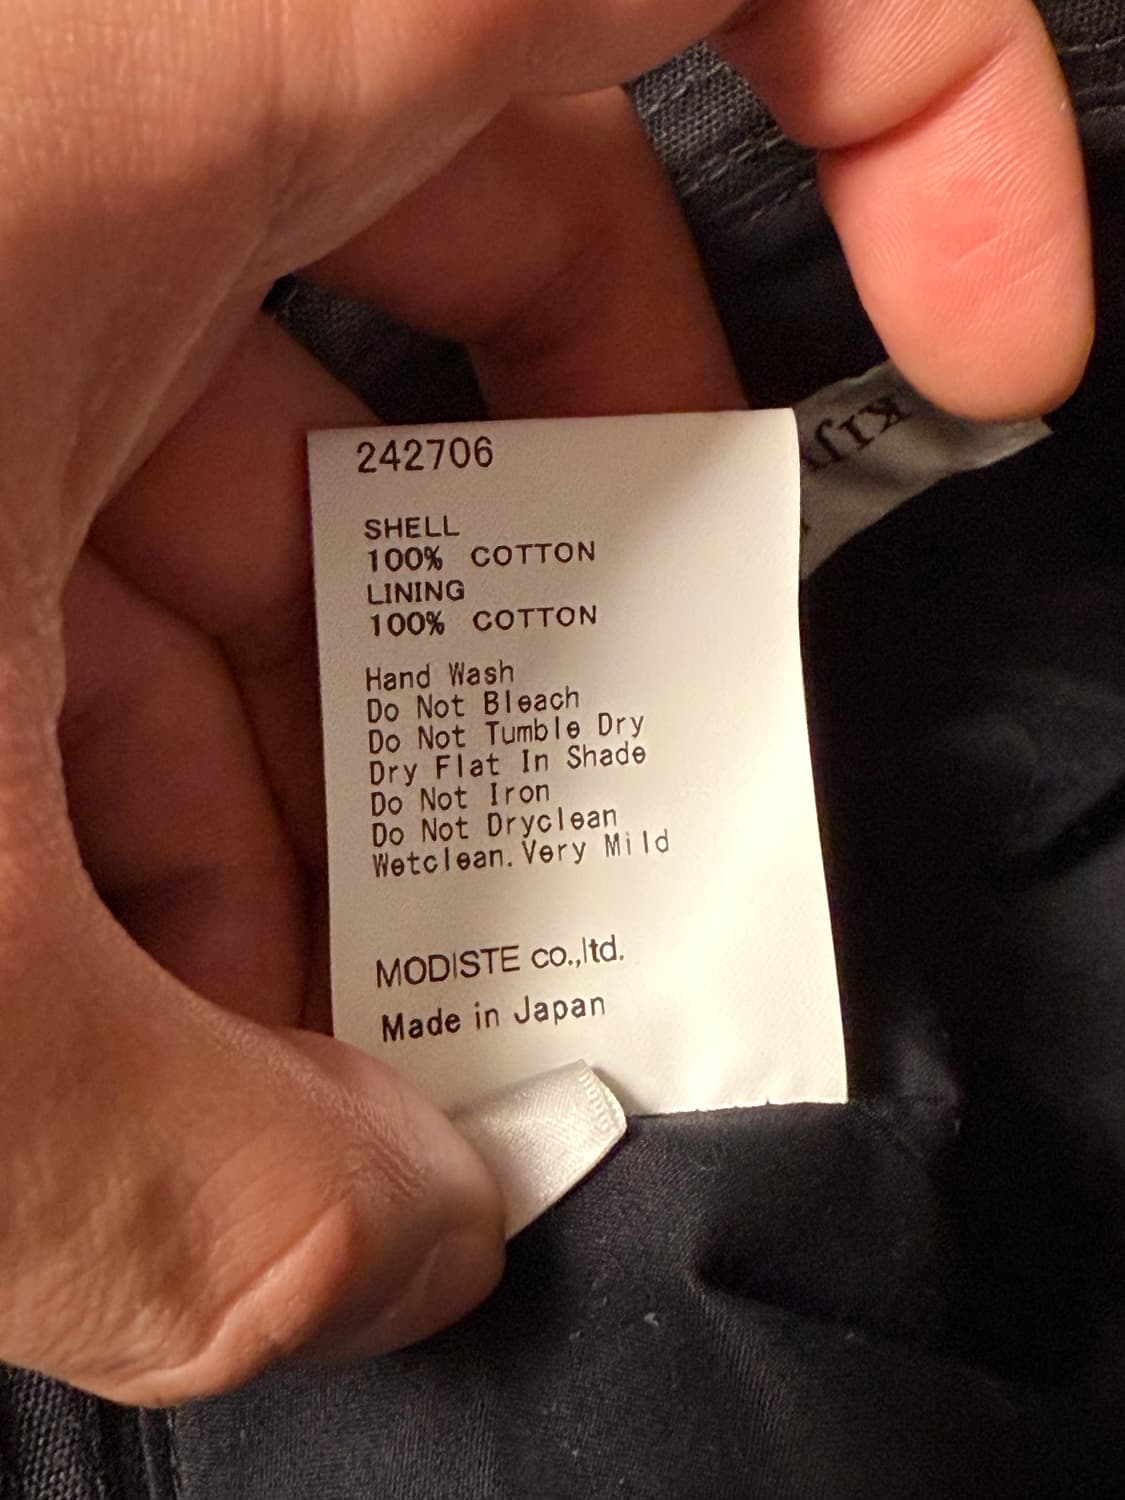 242706
SHELL
100% COTTON
LINING
100% COTTON
Hand Wash
Do Not Bleach
Do Not Tumble Dry
Dry Flat In Shade
Do Not Iron
Do Not Dryclean
Wetclean.Very Mild
MODISTE co.,ltd.
Made in Japan